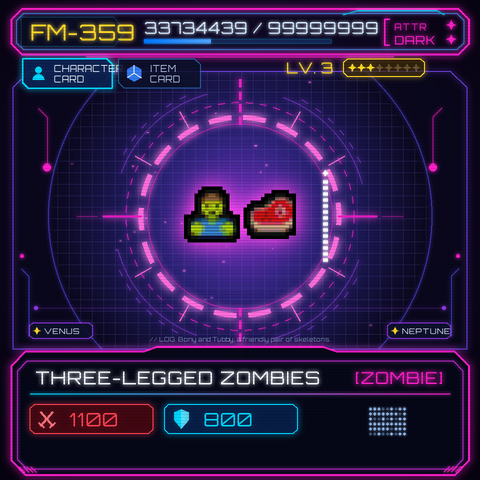 FM-359 33734439 / 99999999 ATTR
DARK
CHARACTER
CARD
ITEM
CARD
LV. 3
VENUS
NEPTUNE
// LOG: Bony and Tubby, a friendly pair of skeletons.
THREE-LEGGED ZOMBIES [ZOMBIE]
1100 800